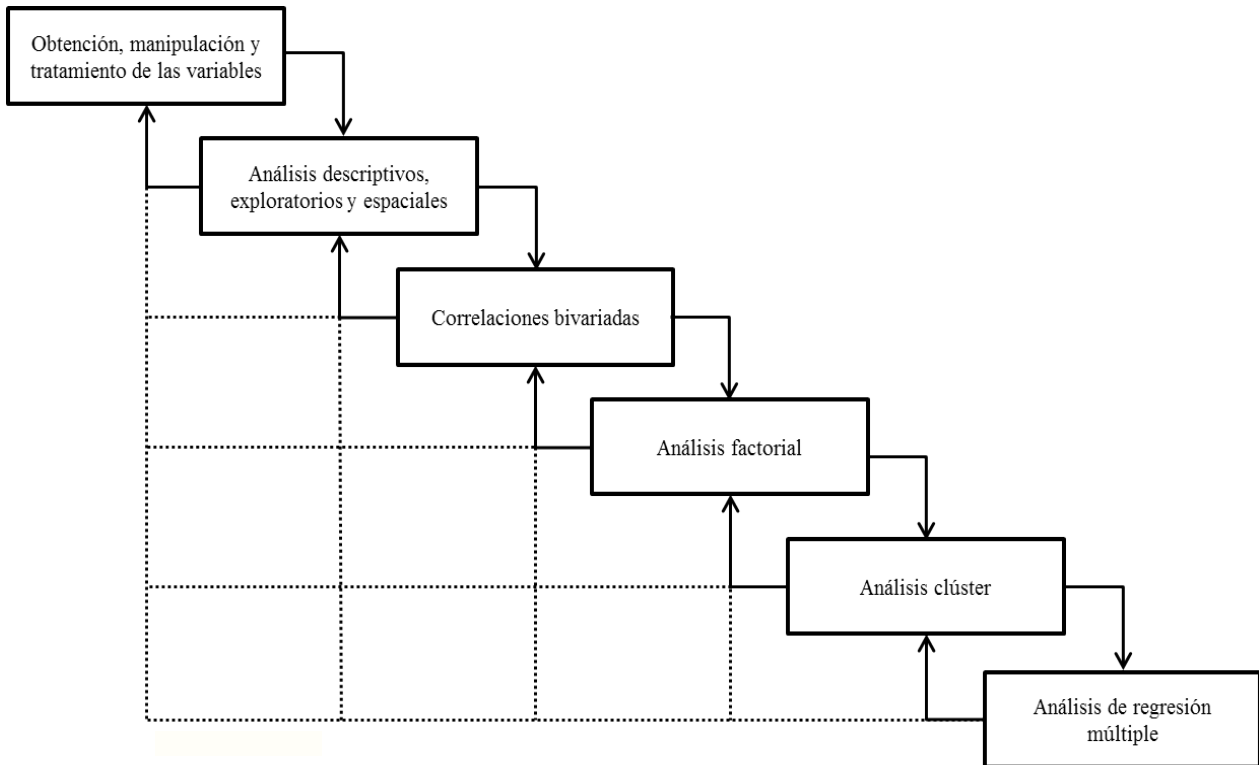 Obtención, manipulación y
tratamiento de las variables
Análisis descriptivos,
exploratorios y espaciales
Correlaciones bivariadas
Análisis factorial
Análisis clúster
Análisis de regresión
múltiple